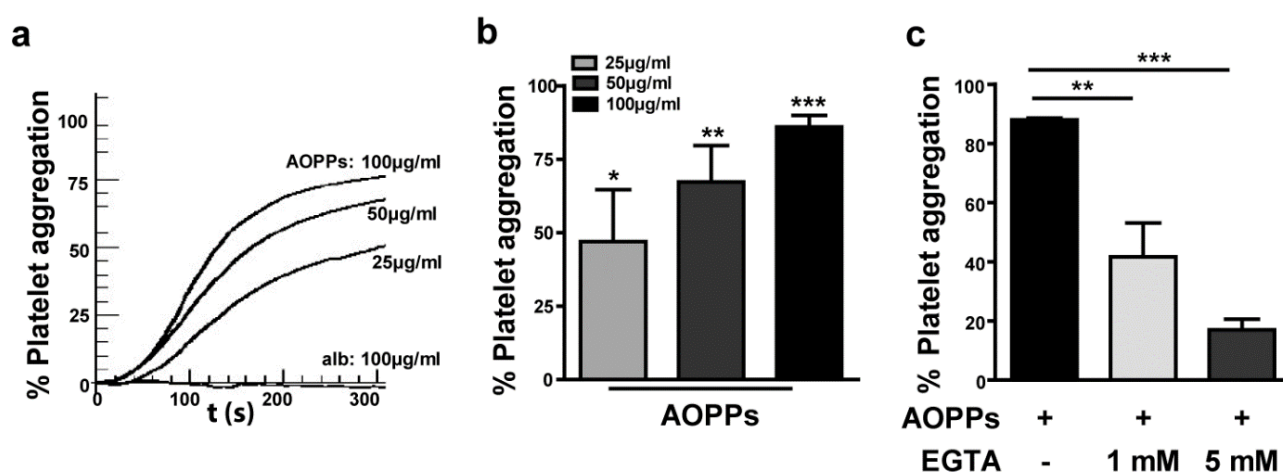 a
% Platelet aggregation
100
75
50
25
0
AOPPs: 100µg/ml
50µg/ml
25µg/ml
alb: 100µg/ml
0 100 200 300
t (s)
b
25µg/ml
50µg/ml
100µg/ml
% Platelet aggregation
100
75
50
25
0
* ** ***
AOPPs
c
***
**
% Platelet aggregation
100
80
60
40
20
0
AOPPs + + +
EGTA - 1 mM 5 mM